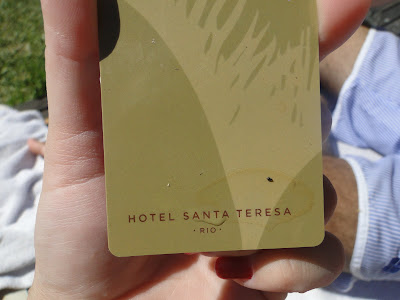 HOTEL SANTA TERESA
· RIO ·